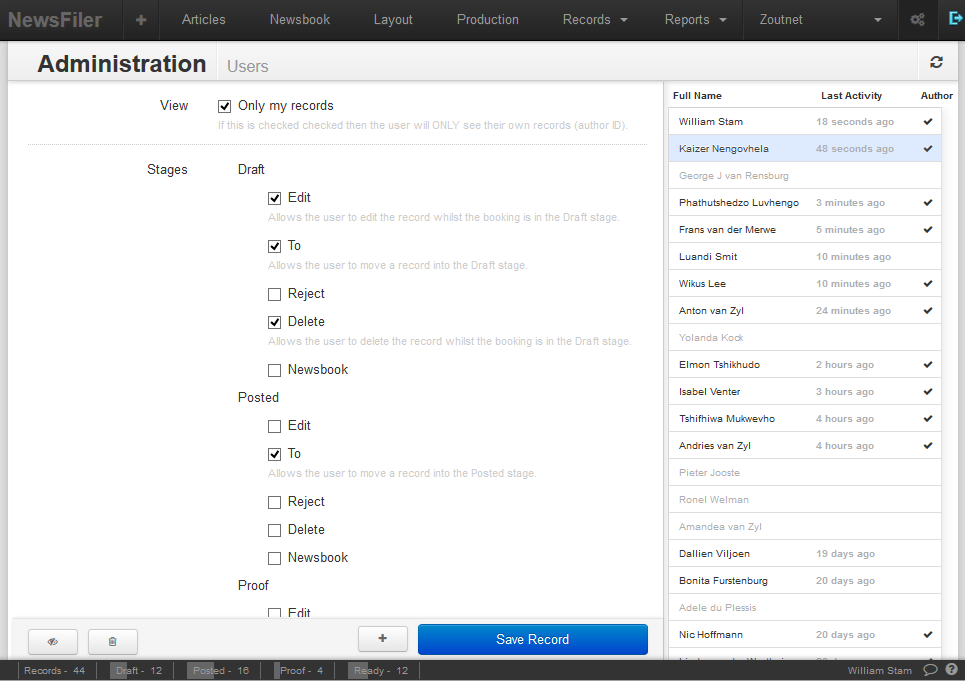 NewsFiler + Articles Newsbook Layout Production Records Reports Zoutnet
Administration Users
View Only my records
If this is checked checked then the user will ONLY see their own records (author ID).
Stages Draft
Edit
Allows the user to edit the record whilst the booking is in the Draft stage.
To
Allows the user to move a record into the Draft stage.
Reject
Delete
Allows the user to delete the record whilst the booking is in the Draft stage.
Newsbook
Posted
Edit
To
Allows the user to move a record into the Posted stage.
Reject
Delete
Newsbook
Proof
Edit
+ Save Record
Full Name Last Activity Author
William Stam 18 seconds ago
Kaizer Nengovhela 48 seconds ago
George J van Rensburg
Phathutshedzo Luvhengo 3 minutes ago
Frans van der Merwe 5 minutes ago
Luandi Smit 10 minutes ago
Wikus Lee 10 minutes ago
Anton van Zyl 24 minutes ago
Yolanda Kock
Elmon Tshikhudo 2 hours ago
Isabel Venter 3 hours ago
Tshifhiwa Mukwevho 4 hours ago
Andries van Zyl 4 hours ago
Pieter Jooste
Ronel Welman
Amandea van Zyl
Dallien Viljoen 19 days ago
Bonita Furstenburg 20 days ago
Adele du Plessis
Nic Hoffmann 20 days ago
Records - 44 Draft - 12 Posted - 16 Proof - 4 Ready - 12 William Stam ?